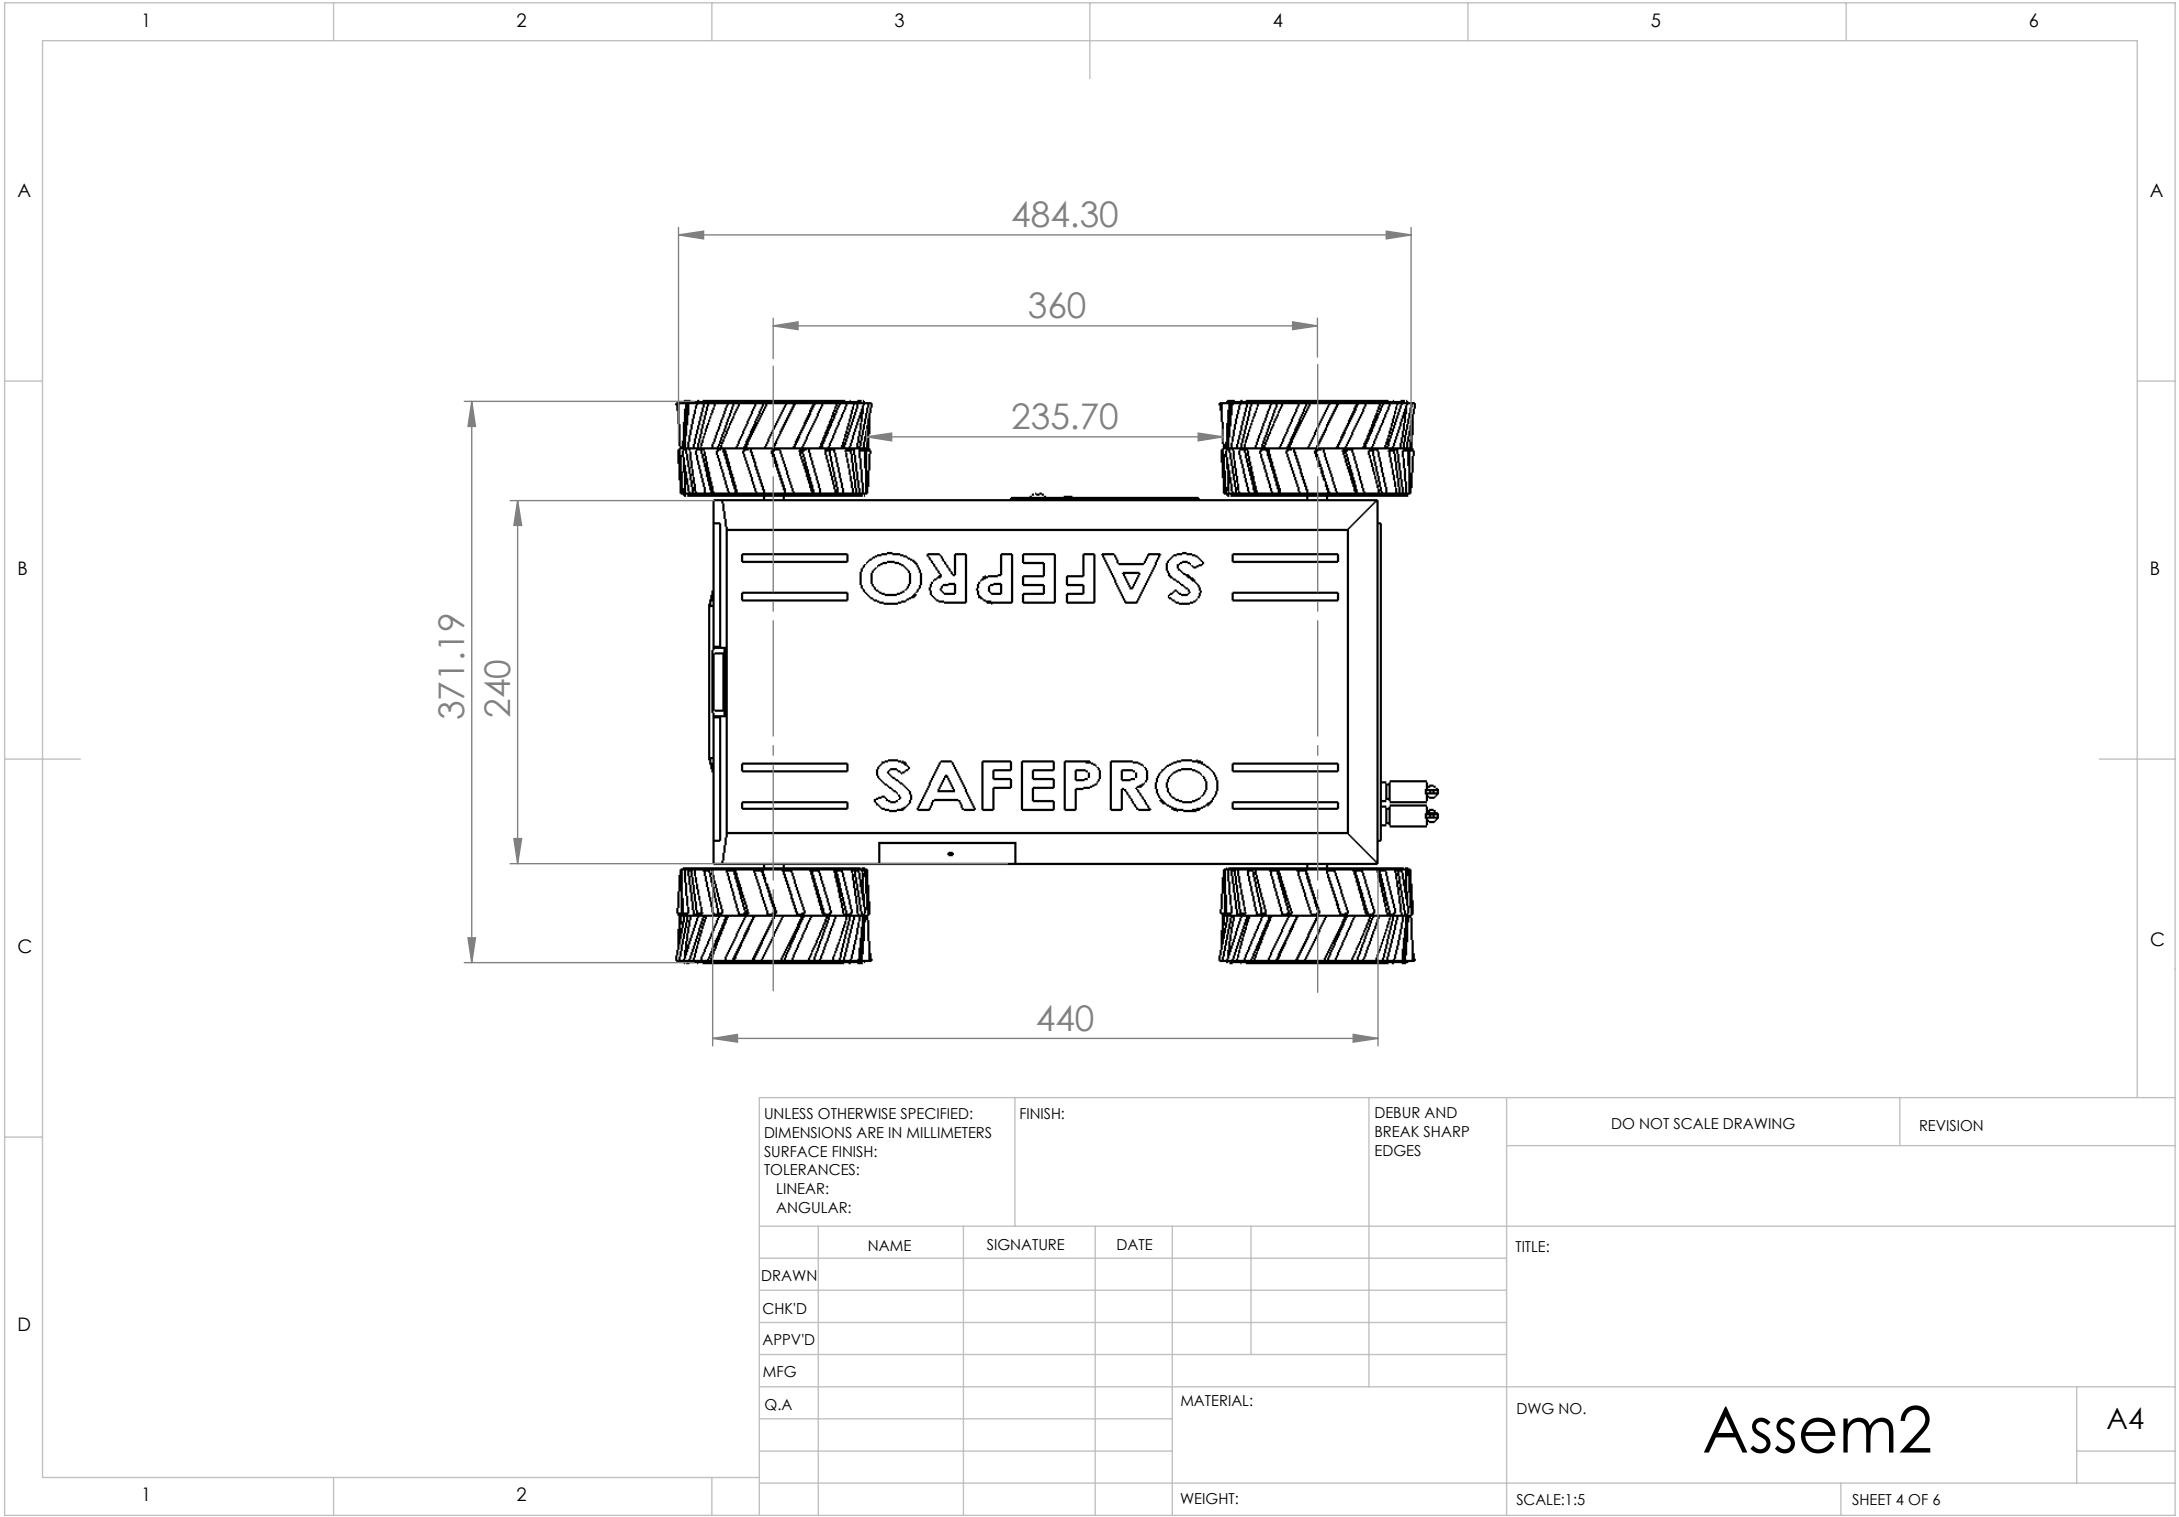 1 2 3 4 5 6
A A
484.30
360
235.70
B B
SAFEPRO
371.19
240
SAFEPRO
C C
440
UNLESS OTHERWISE SPECIFIED:
DIMENSIONS ARE IN MILLIMETERS
SURFACE FINISH:
TOLERANCES:
LINEAR:
ANGULAR:
FINISH:
DEBUR AND
BREAK SHARP
EDGES
DO NOT SCALE DRAWING
REVISION
NAME SIGNATURE DATE
TITLE:
DRAWN
CHK'D
APPV'D
MFG
Q.A
MATERIAL:
DWG NO.
Assem2
A4
D
WEIGHT:
SCALE:1:5
SHEET 4 OF 6
1 2